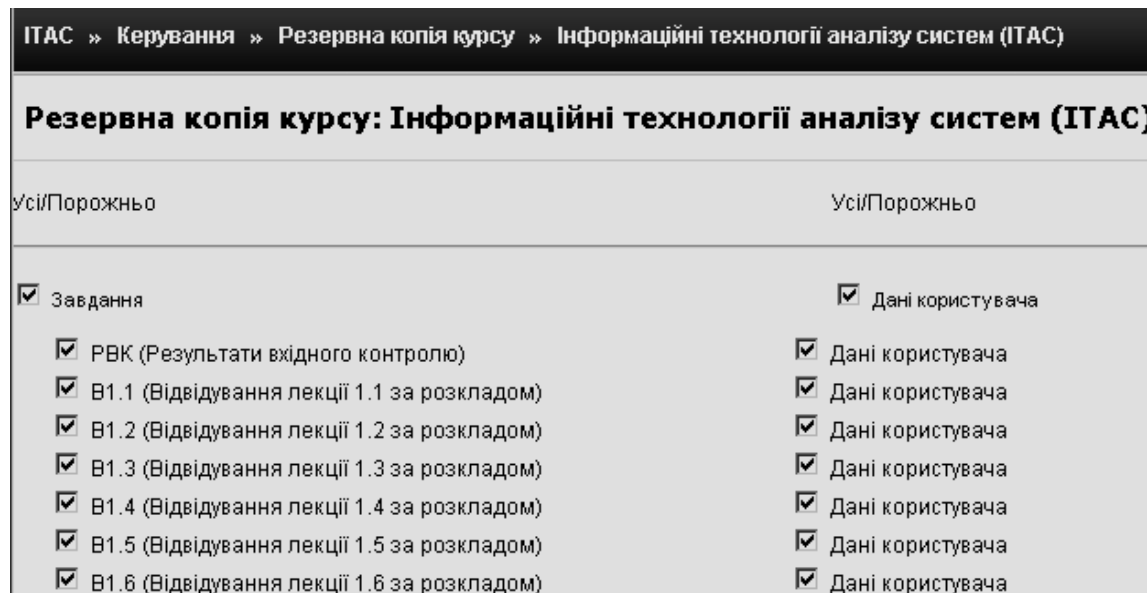 ІТАС » Керування » Резервна копія курсу » Інформаційні технології аналізу систем (ІТАС)
Резервна копія курсу: Інформаційні технології аналізу систем (ІТАС)
Усі/Порожньо Усі/Порожньо
Завдання Дані користувача
РВК (Результати вхідного контролю) Дані користувача
В1.1 (Відвідування лекції 1.1 за розкладом) Дані користувача
В1.2 (Відвідування лекції 1.2 за розкладом) Дані користувача
В1.3 (Відвідування лекції 1.3 за розкладом) Дані користувача
В1.4 (Відвідування лекції 1.4 за розкладом) Дані користувача
В1.5 (Відвідування лекції 1.5 за розкладом) Дані користувача
В1.6 (Відвідування лекції 1.6 за розкладом) Дані користувача